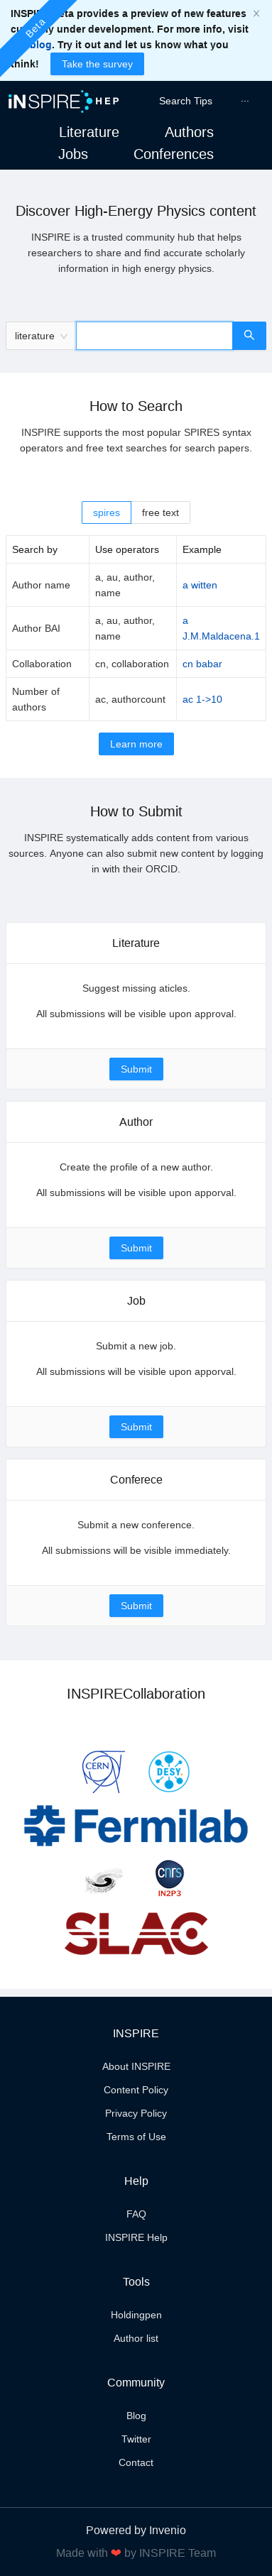 INSPIRE beta provides a preview of new features
currently under development. For more info, visit
blog. Try it out and let us know what you
think! Take the survey
Beta
INSPIRE HEP Search Tips ···
Literature Authors
Jobs Conferences
Discover High-Energy Physics content
INSPIRE is a trusted community hub that helps
researchers to share and find accurate scholarly
information in high energy physics.
literature
How to Search
INSPIRE supports the most popular SPIRES syntax
operators and free text searches for search papers.
spires free text
Search by Use operators Example
Author name a, au, author, name a witten
Author BAI a, au, author, name a J.M.Maldacena.1
Collaboration cn, collaboration cn babar
Number of authors ac, authorcount ac 1->10
Learn more
How to Submit
INSPIRE systematically adds content from various
sources. Anyone can also submit new content by logging
in with their ORCID.
Literature
Suggest missing aticles.
All submissions will be visible upon approval.
Submit
Author
Create the profile of a new author.
All submissions will be visible upon apporval.
Submit
Job
Submit a new job.
All submissions will be visible upon apporval.
Submit
Conferece
Submit a new conference.
All submissions will be visible immediately.
Submit
INSPIRECollaboration
CERN DESY
Fermilab
cnrs
IN2P3
SLAC
INSPIRE
About INSPIRE
Content Policy
Privacy Policy
Terms of Use
Help
FAQ
INSPIRE Help
Tools
Holdingpen
Author list
Community
Blog
Twitter
Contact
Powered by Invenio
Made with ❤ by INSPIRE Team